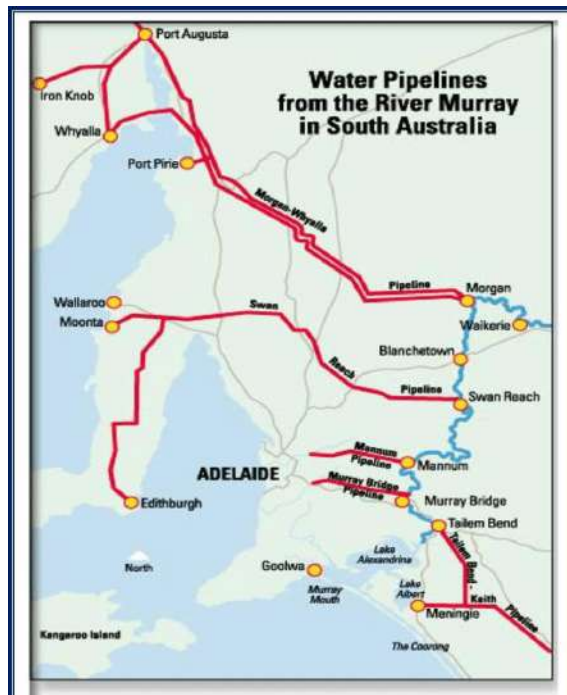 Port Augusta
Water Pipelines
from the River Murray
in South Australia
Iron Knob
Whyalla
Port Pirie
Morgan-Whyalla
Pipeline
Morgan
Waikerie
Wallaroo
Moonta
Swan
Reach
Pipeline
Blanchetown
Swan Reach
Mannum
Pipeline
Mannum
ADELAIDE
Murray Bridge
Pipeline
Murray Bridge
Edithburgh
Tailem Bend
Lake
Alexandrina
Tailem Bend -
Keith
Pipeline
North
Goolwa
Murray
Mouth
Lake
Albert
Meningie
Kangaroo Island
The Coorong